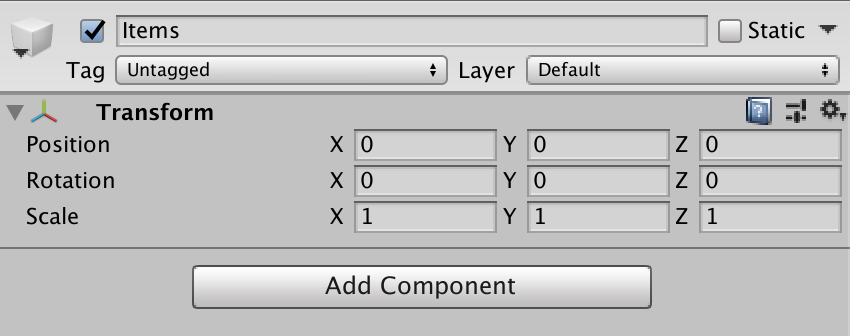 Items Static
Tag Untagged Layer Default
Transform
Position X 0 Y 0 Z 0
Rotation X 0 Y 0 Z 0
Scale X 1 Y 1 Z 1
Add Component